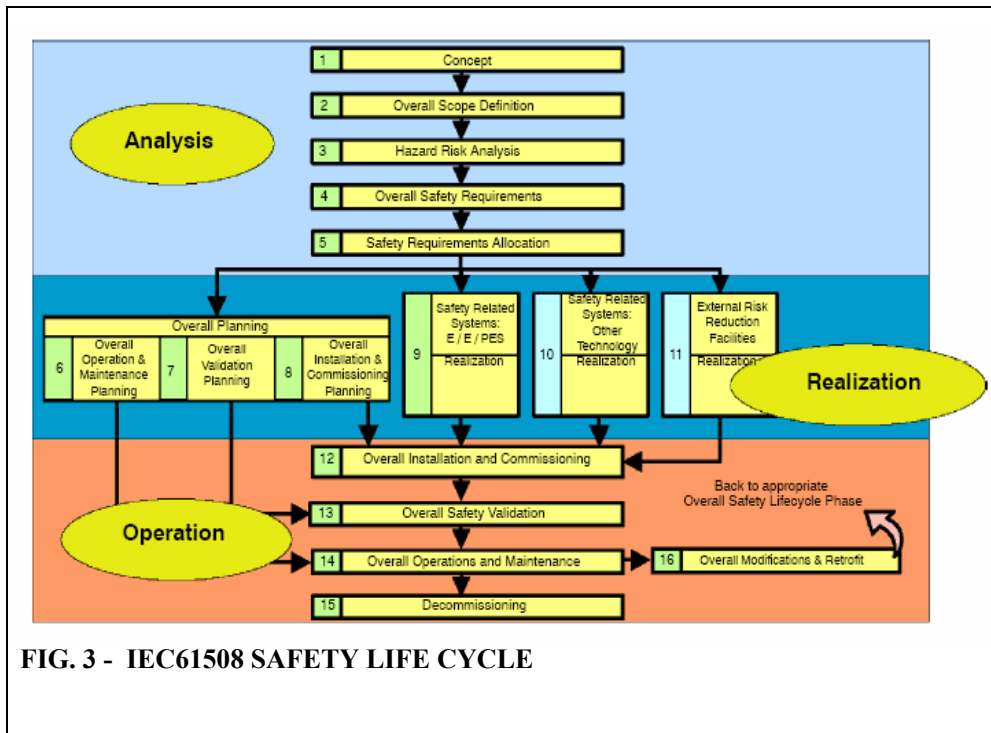 1 Concept
2 Overall Scope Definition
Analysis
3 Hazard Risk Analysis
4 Overall Safety Requirements
5 Safety Requirements Allocation
Overall Planning
6
Overall
Operation &
Maintenance
Planning
7
Overall
Validation
Planning
8
Overall
Installation &
Commissioning
Planning
9
Safety Related
Systems:
E / E / PES
Realization
10
Safety Related
Systems:
Other
Technology
Realization
11
External Risk
Reduction
Facilities
Realization
Realization
12 Overall Installation and Commissioning
Back to appropriate
Overall Safety Lifecycle Phase
13 Overall Safety Validation
Operation
14 Overall Operations and Maintenance
16 Overall Modifications & Retrofit
15 Decommissioning
FIG. 3 - IEC61508 SAFETY LIFE CYCLE